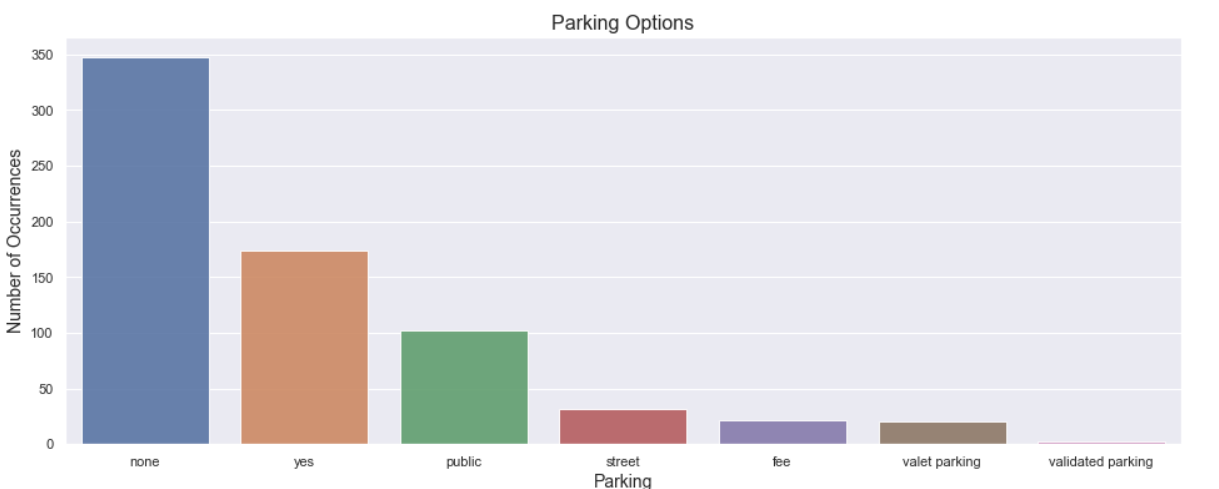 Parking Options
Number of Occurrences
350
300
250
200
150
100
50
0
none yes public street fee valet parking validated parking
Parking